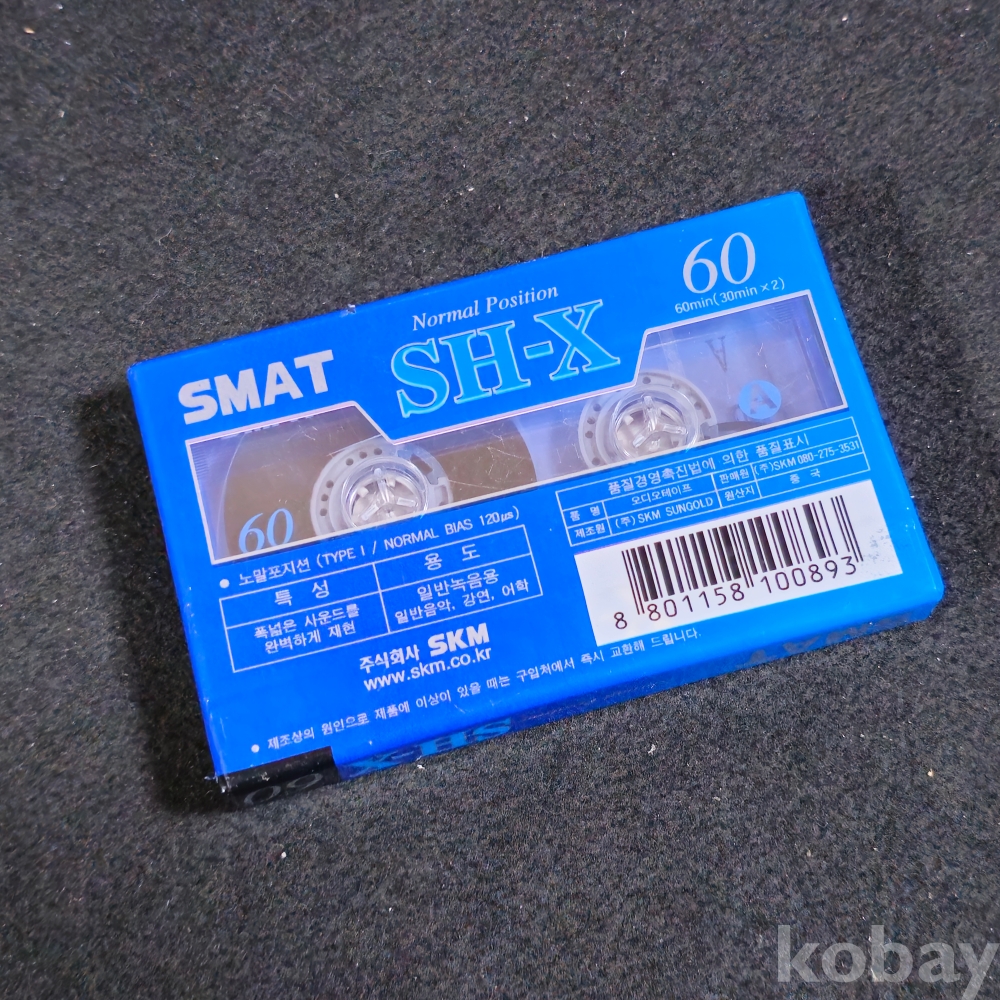 60
60min(30min×2)
Normal Position
SH-X
SMAT
A
60
• 노말포지션 (TYPE I / NORMAL BIAS 120㎲)
특 성 용 도
폭넓은 사운드를 일반녹음용
완벽하게 재현 일반음악, 강연, 어학
품질경영촉진법에 의한 품질표시
품 명 오디오테이프 판매원 (주)SKM 080-275-3531
제조원 (주) SKM SUNGOLD 원산지 중 국
8 801158 100893
주식회사 SKM
www.skm.co.kr
• 제조상의 원인으로 제품에 이상이 있을 때는 구입처에서 즉시 교환해 드립니다.
SH-X
60
kobay